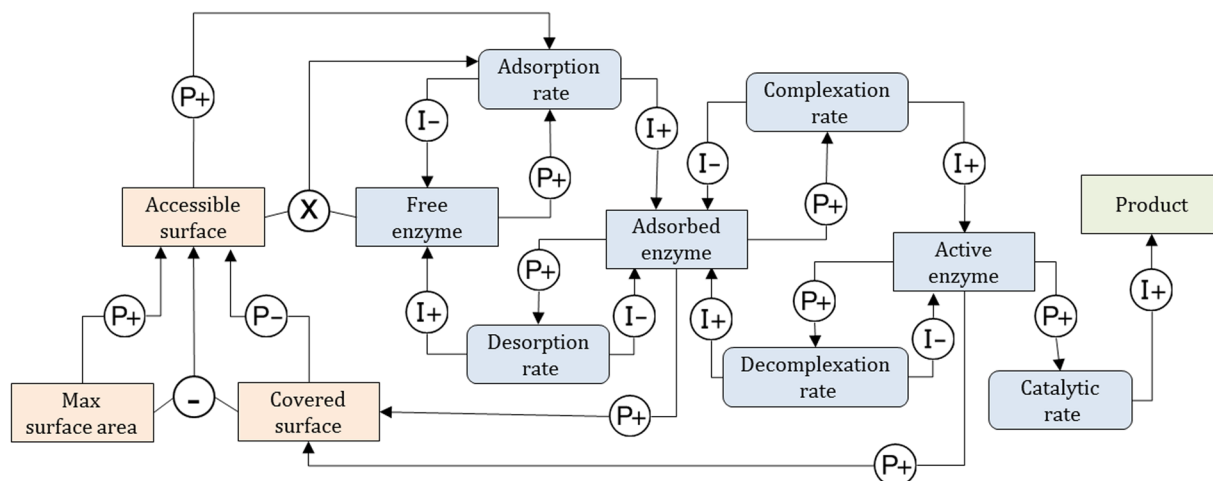 Adsorption
rate
Complexation
rate
P+
I-
I+
I-
I+
P+
P+
Accessible
surface
X
Free
enzyme
Adsorbed
enzyme
Product
Active
enzyme
P+
P+
P-
I+
I-
I+
P+
I-
P+
I+
Desorption
rate
Decomplexation
rate
Catalytic
rate
Max
surface area
-
Covered
surface
P+
P+